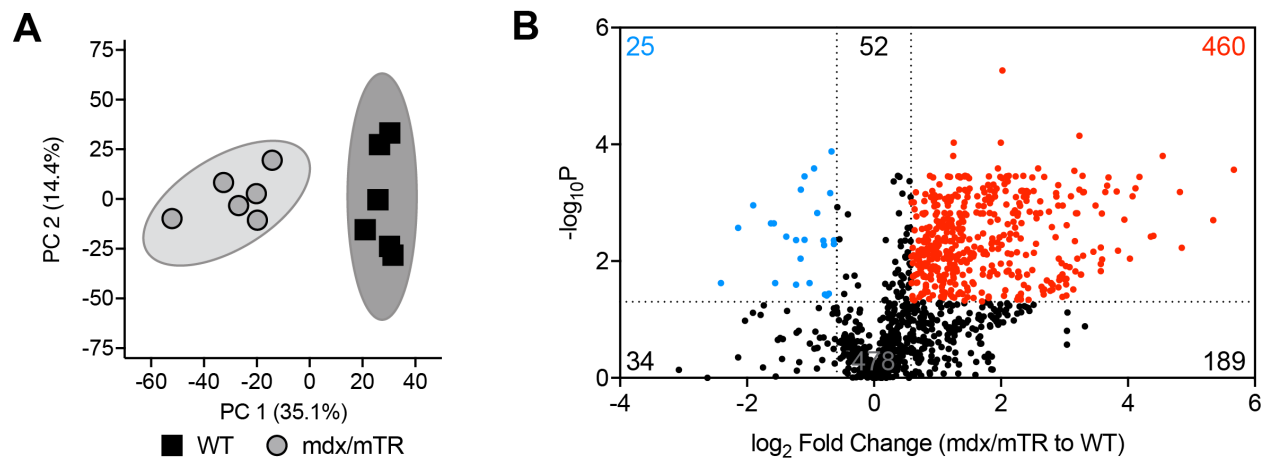 A
75
50
25
0
-25
-50
-75
PC 2 (14.4%)
-60 -40 -20 0 20 40
PC 1 (35.1%)
WT mdx/mTR
B
6
4
2
0
-log10P
25 52 460
34 478 189
-4 -2 0 2 4 6
log2 Fold Change (mdx/mTR to WT)